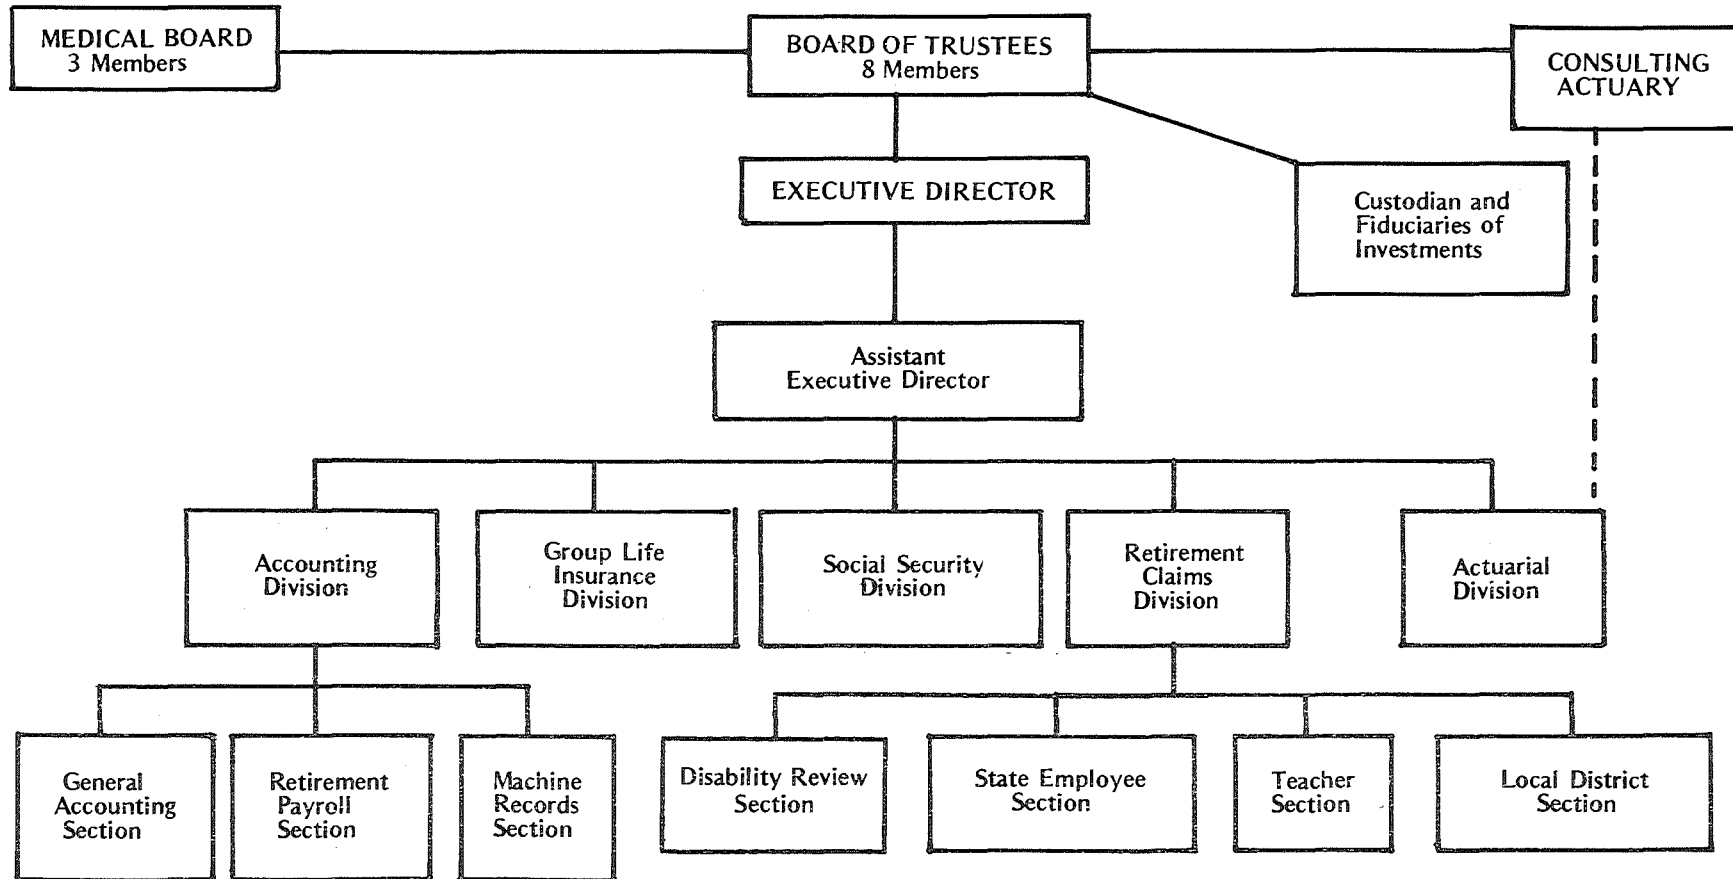 MEDICAL BOARD
3 Members
BOARD OF TRUSTEES
8 Members
CONSULTING
ACTUARY
EXECUTIVE DIRECTOR
Custodian and
Fiduciaries of
Investments
Assistant
Executive Director
Accounting
Division
Group Life
Insurance
Division
Social Security
Division
Retirement
Claims
Division
Actuarial
Division
General
Accounting
Section
Retirement
Payroll
Section
Machine
Records
Section
Disability Review
Section
State Employee
Section
Teacher
Section
Local District
Section